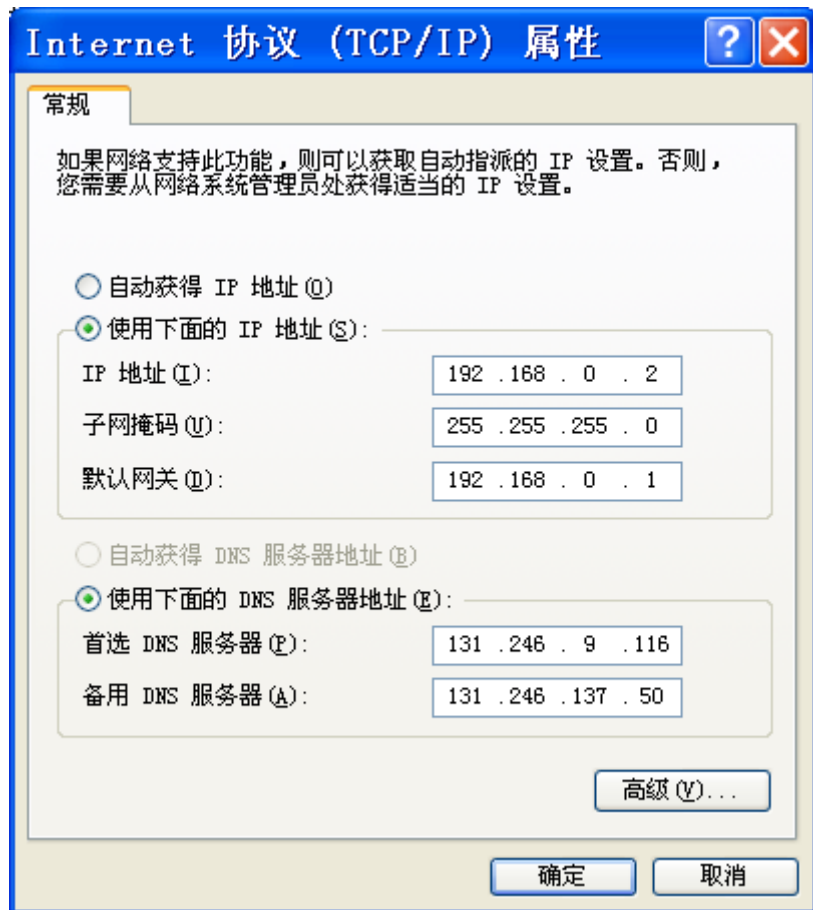 Internet 协议 (TCP/IP) 属性
常规
如果网络支持此功能，则可以获取自动指派的 IP 设置。否则，
您需要从网络系统管理员处获得适当的 IP 设置。
自动获得 IP 地址(O)
使用下面的 IP 地址(S):
IP 地址(I): 192 .168 . 0 . 2
子网掩码(U): 255 .255 .255 . 0
默认网关(D): 192 .168 . 0 . 1
自动获得 DNS 服务器地址(B)
使用下面的 DNS 服务器地址(E):
首选 DNS 服务器(P): 131 .246 . 9 .116
备用 DNS 服务器(A): 131 .246 .137 . 50
高级(V)...
确定 取消